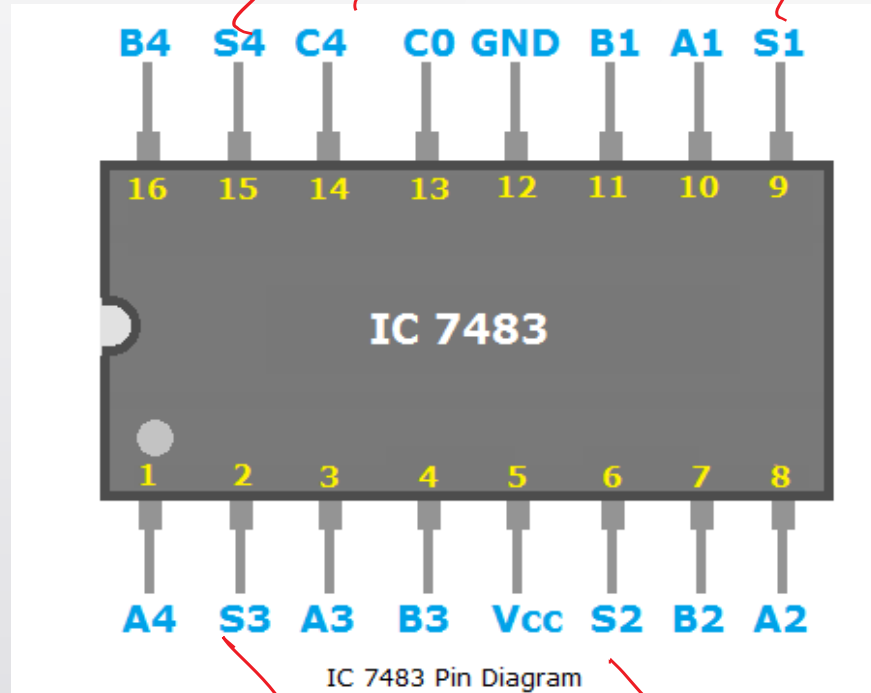 B4 S4 C4 C0 GND B1 A1 S1
16 15 14 13 12 11 10 9
IC 7483
1 2 3 4 5 6 7 8
A4 S3 A3 B3 Vcc S2 B2 A2
IC 7483 Pin Diagram